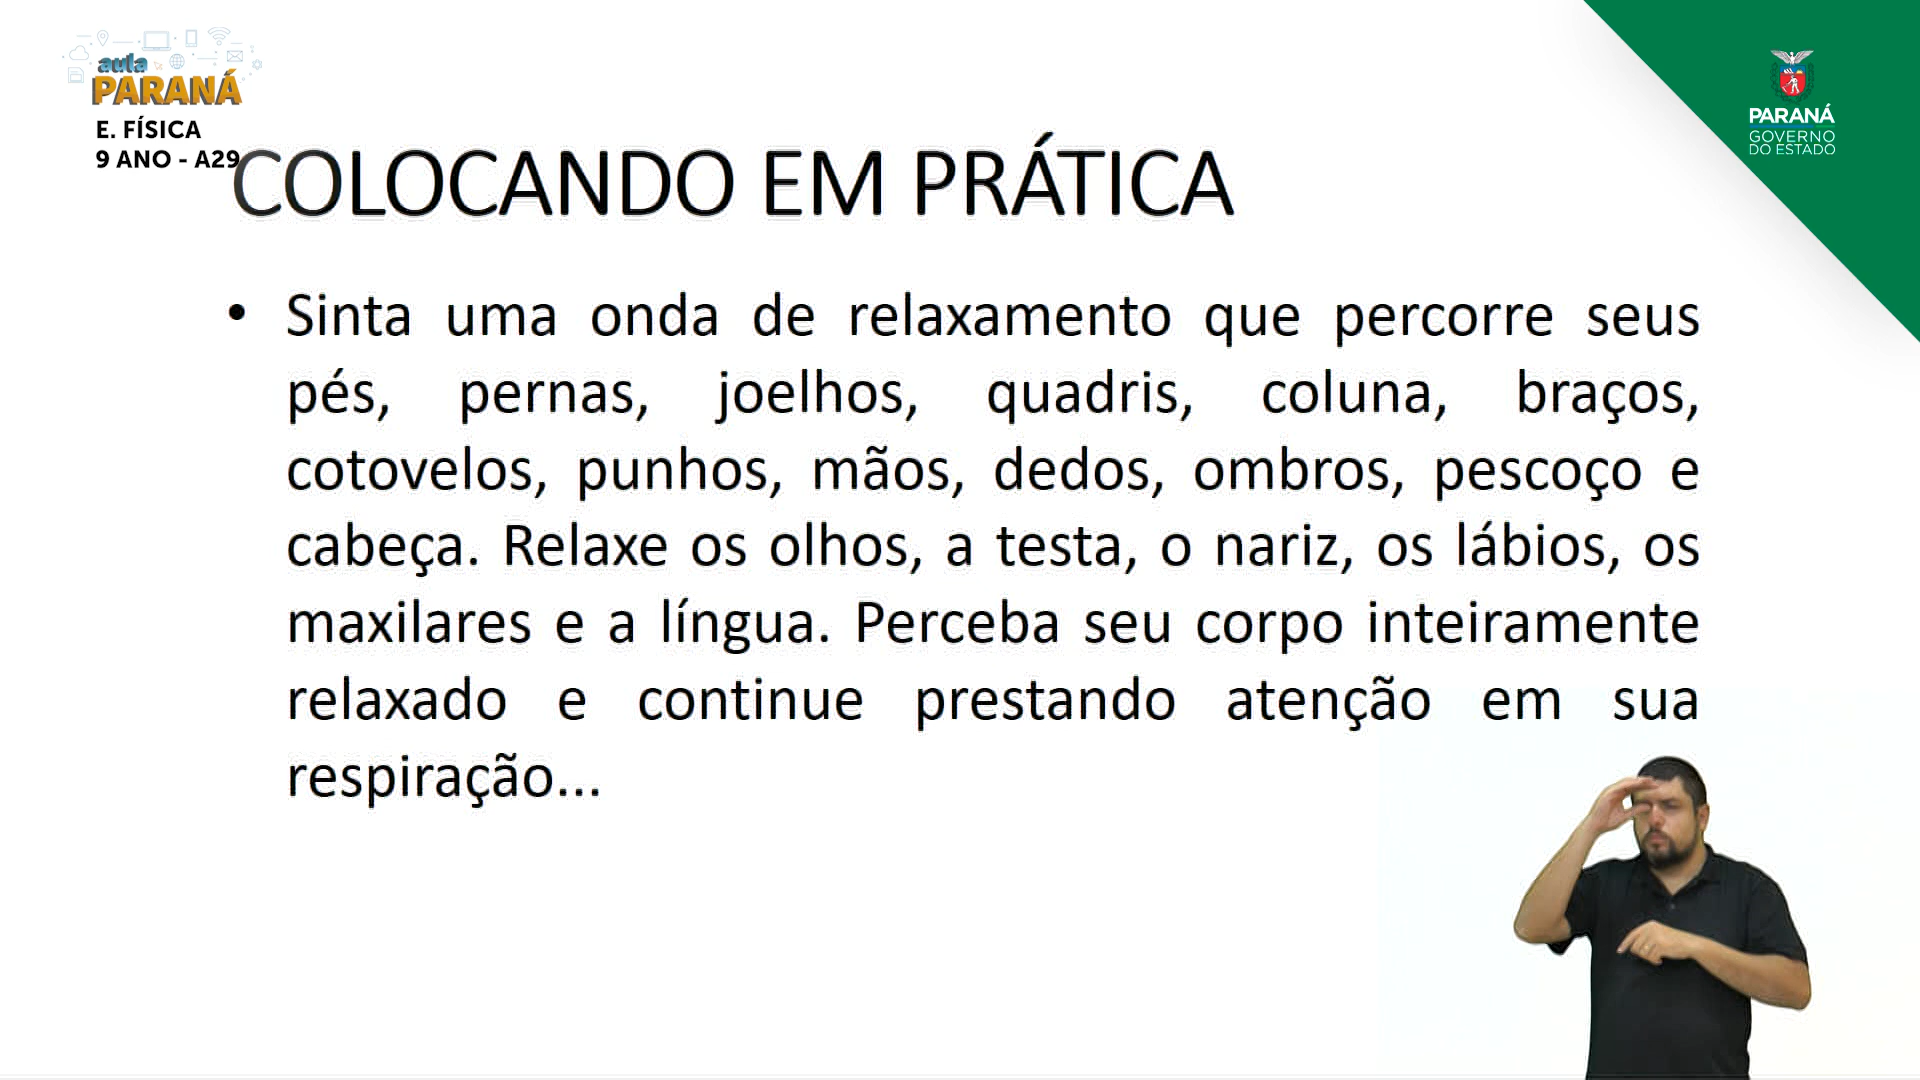 aula
PARANÁ
E. FÍSICA
9 ANO - A29
PARANÁ
GOVERNO
DO ESTADO
COLOCANDO EM PRÁTICA
• Sinta uma onda de relaxamento que percorre seus
pés, pernas, joelhos, quadris, coluna, braços,
cotovelos, punhos, mãos, dedos, ombros, pescoço e
cabeça. Relaxe os olhos, a testa, o nariz, os lábios, os
maxilares e a língua. Perceba seu corpo inteiramente
relaxado e continue prestando atenção em sua
respiração...